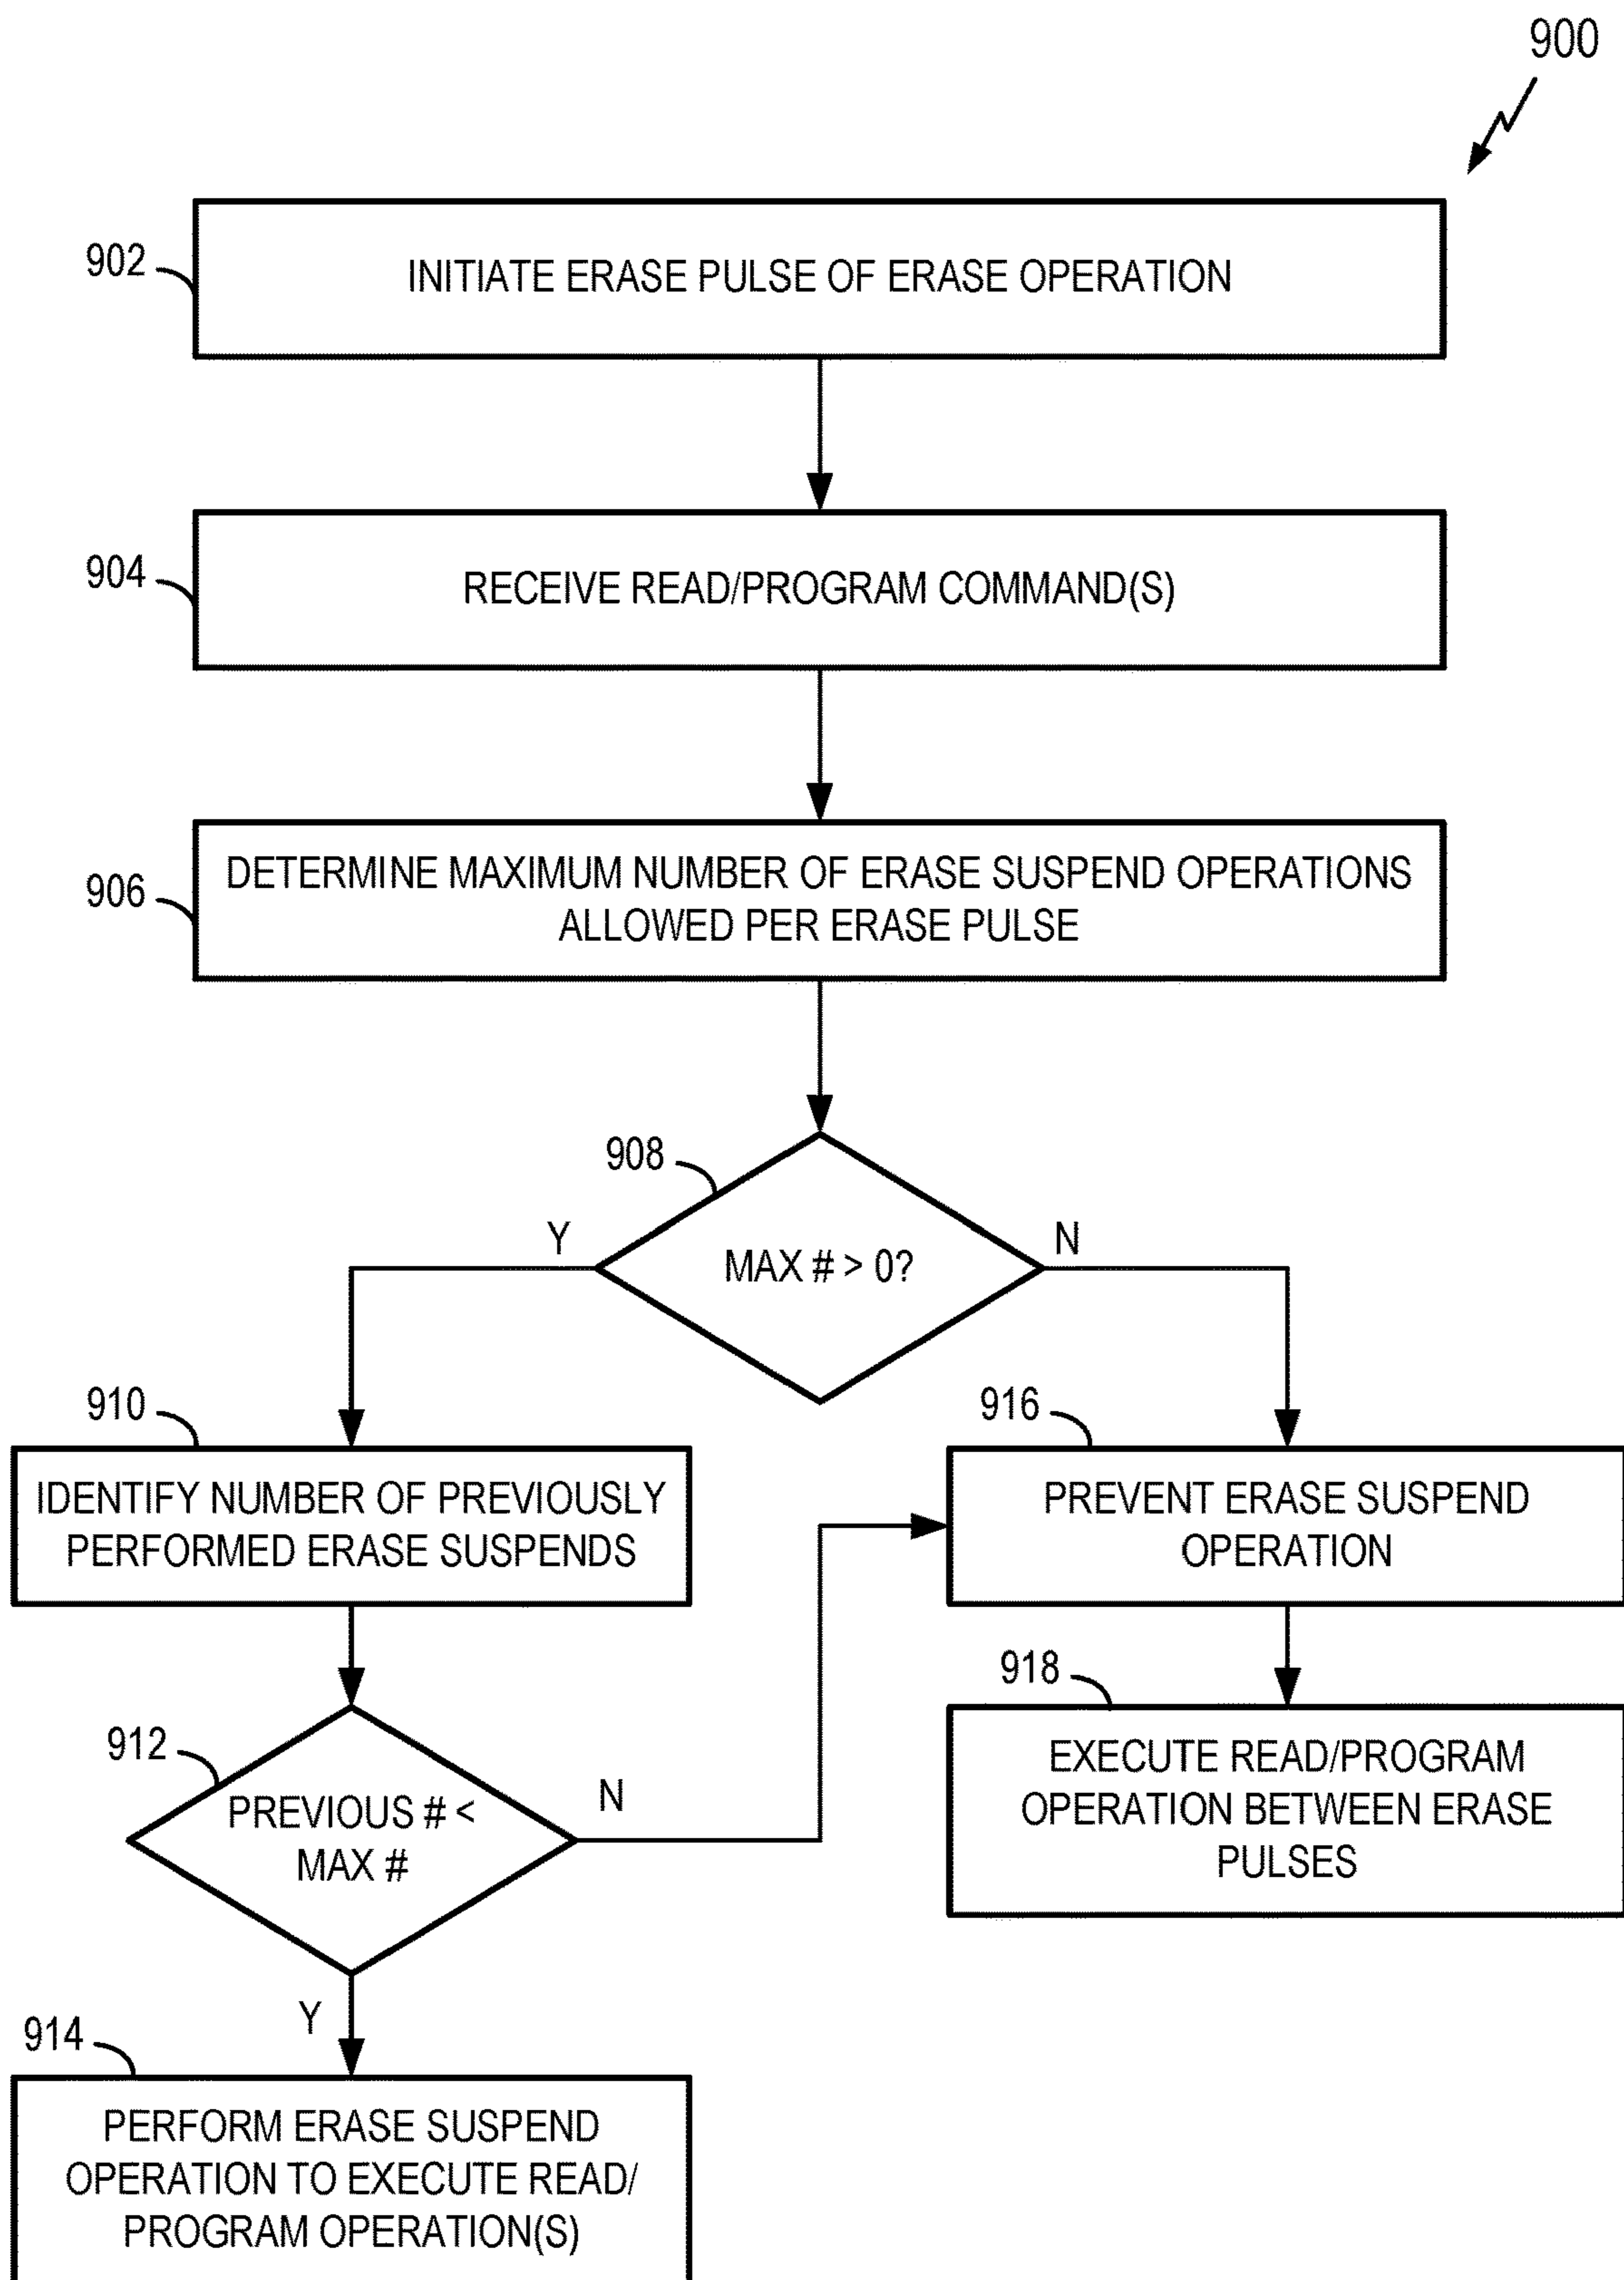 900
902
INITIATE ERASE PULSE OF ERASE OPERATION
904
RECEIVE READ/PROGRAM COMMAND(S)
906
DETERMINE MAXIMUM NUMBER OF ERASE SUSPEND OPERATIONS
ALLOWED PER ERASE PULSE
908
Y
MAX # > 0?
N
910
IDENTIFY NUMBER OF PREVIOUSLY
PERFORMED ERASE SUSPENDS
916
PREVENT ERASE SUSPEND
OPERATION
912
PREVIOUS # <
MAX #
N
918
EXECUTE READ/PROGRAM
OPERATION BETWEEN ERASE
PULSES
Y
914
PERFORM ERASE SUSPEND
OPERATION TO EXECUTE READ/
PROGRAM OPERATION(S)